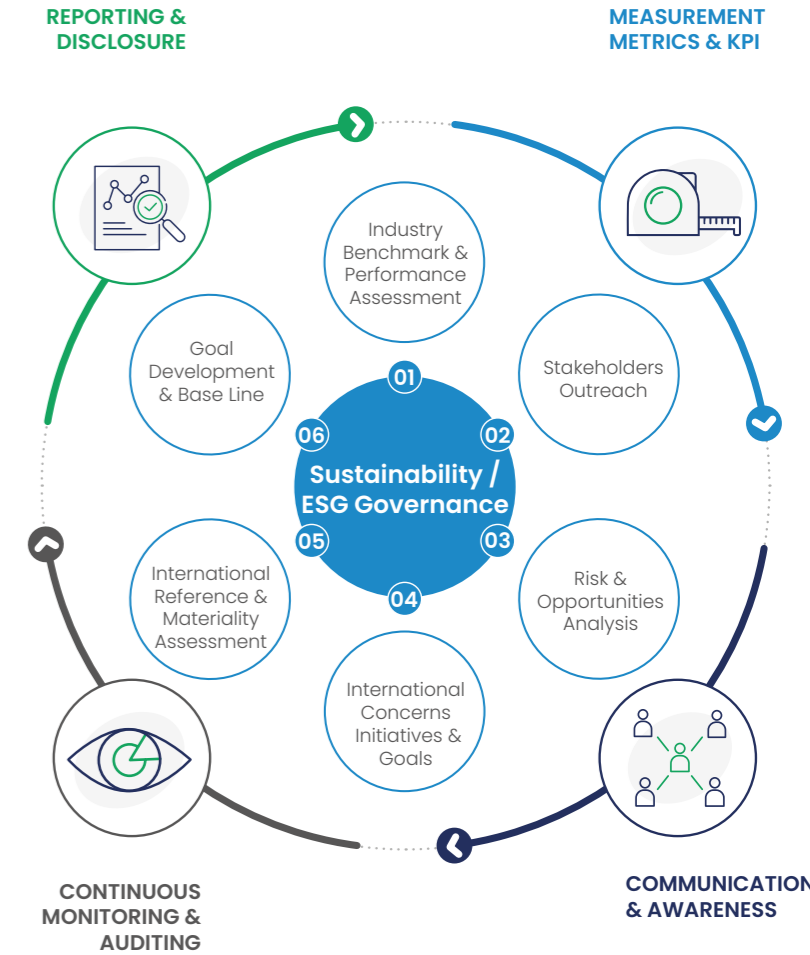 REPORTING &
DISCLOSURE
MEASUREMENT
METRICS & KPI
Industry
Benchmark &
Performance
Assessment
Goal
Development
& Base Line
Stakeholders
Outreach
01
06
02
Sustainability /
ESG Governance
05
03
04
International
Reference &
Materiality
Assessment
Risk &
Opportunities
Analysis
International
Concerns
Initiatives &
Goals
CONTINUOUS
MONITORING &
AUDITING
COMMUNICATION
& AWARENESS